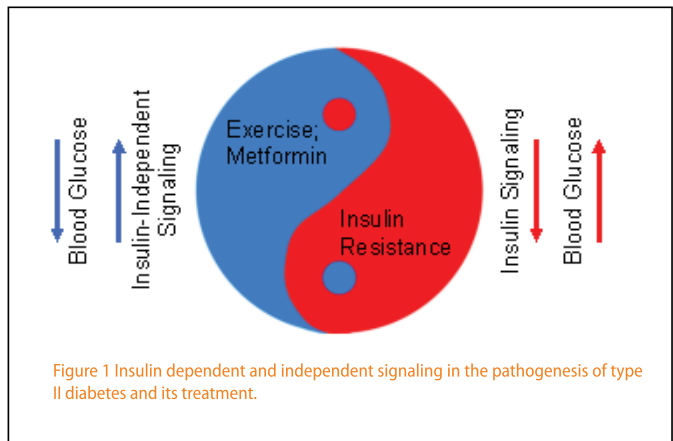 Blood Glucose
Insulin-Independent
Signaling
Exercise;
Metformin
Insulin
Resistance
Insulin Signaling
Blood Glucose
Figure 1 Insulin dependent and independent signaling in the pathogenesis of type
II diabetes and its treatment.